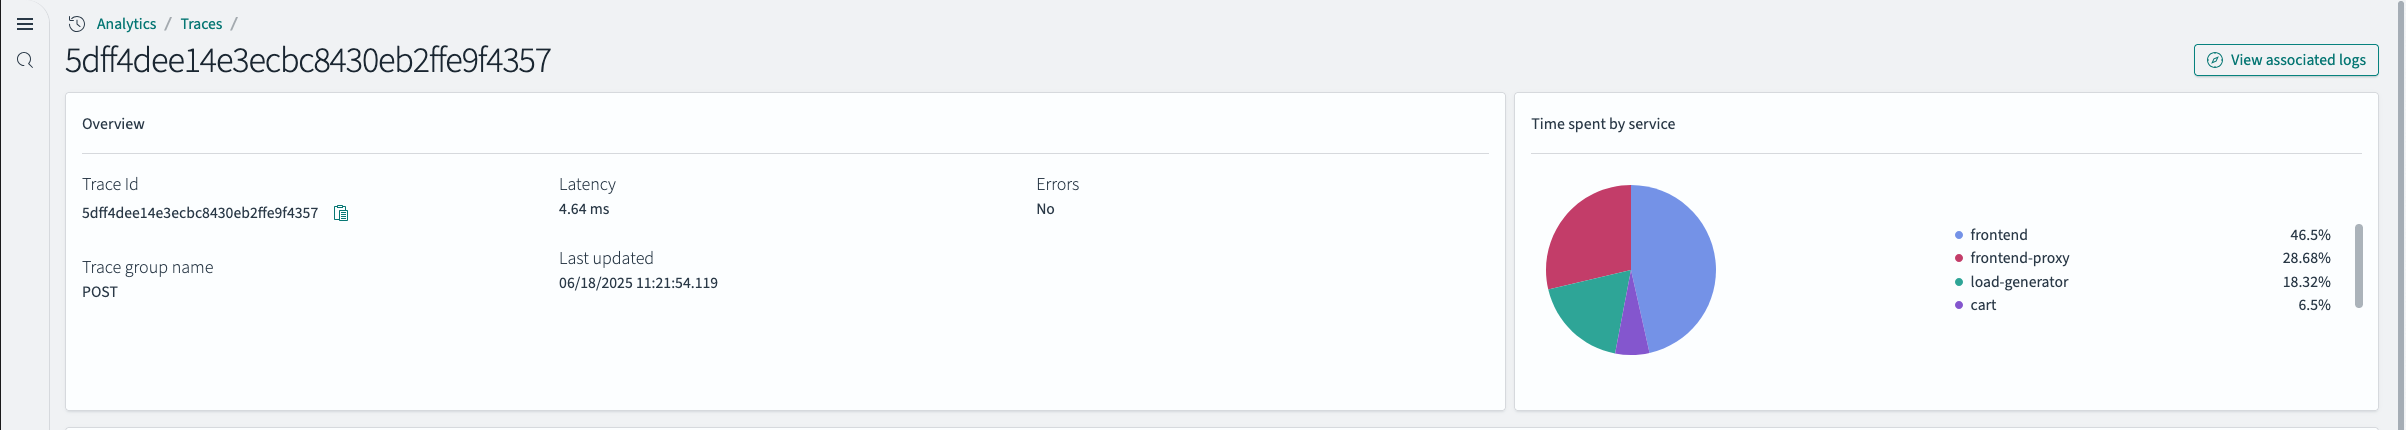 Analytics / Traces /
5dff4dee14e3ecbc8430eb2ffe9f4357
View associated logs
Overview
Trace Id
5dff4dee14e3ecbc8430eb2ffe9f4357
Latency
4.64 ms
Errors
No
Trace group name
POST
Last updated
06/18/2025 11:21:54.119
Time spent by service
frontend 46.5%
frontend-proxy 28.68%
load-generator 18.32%
cart 6.5%